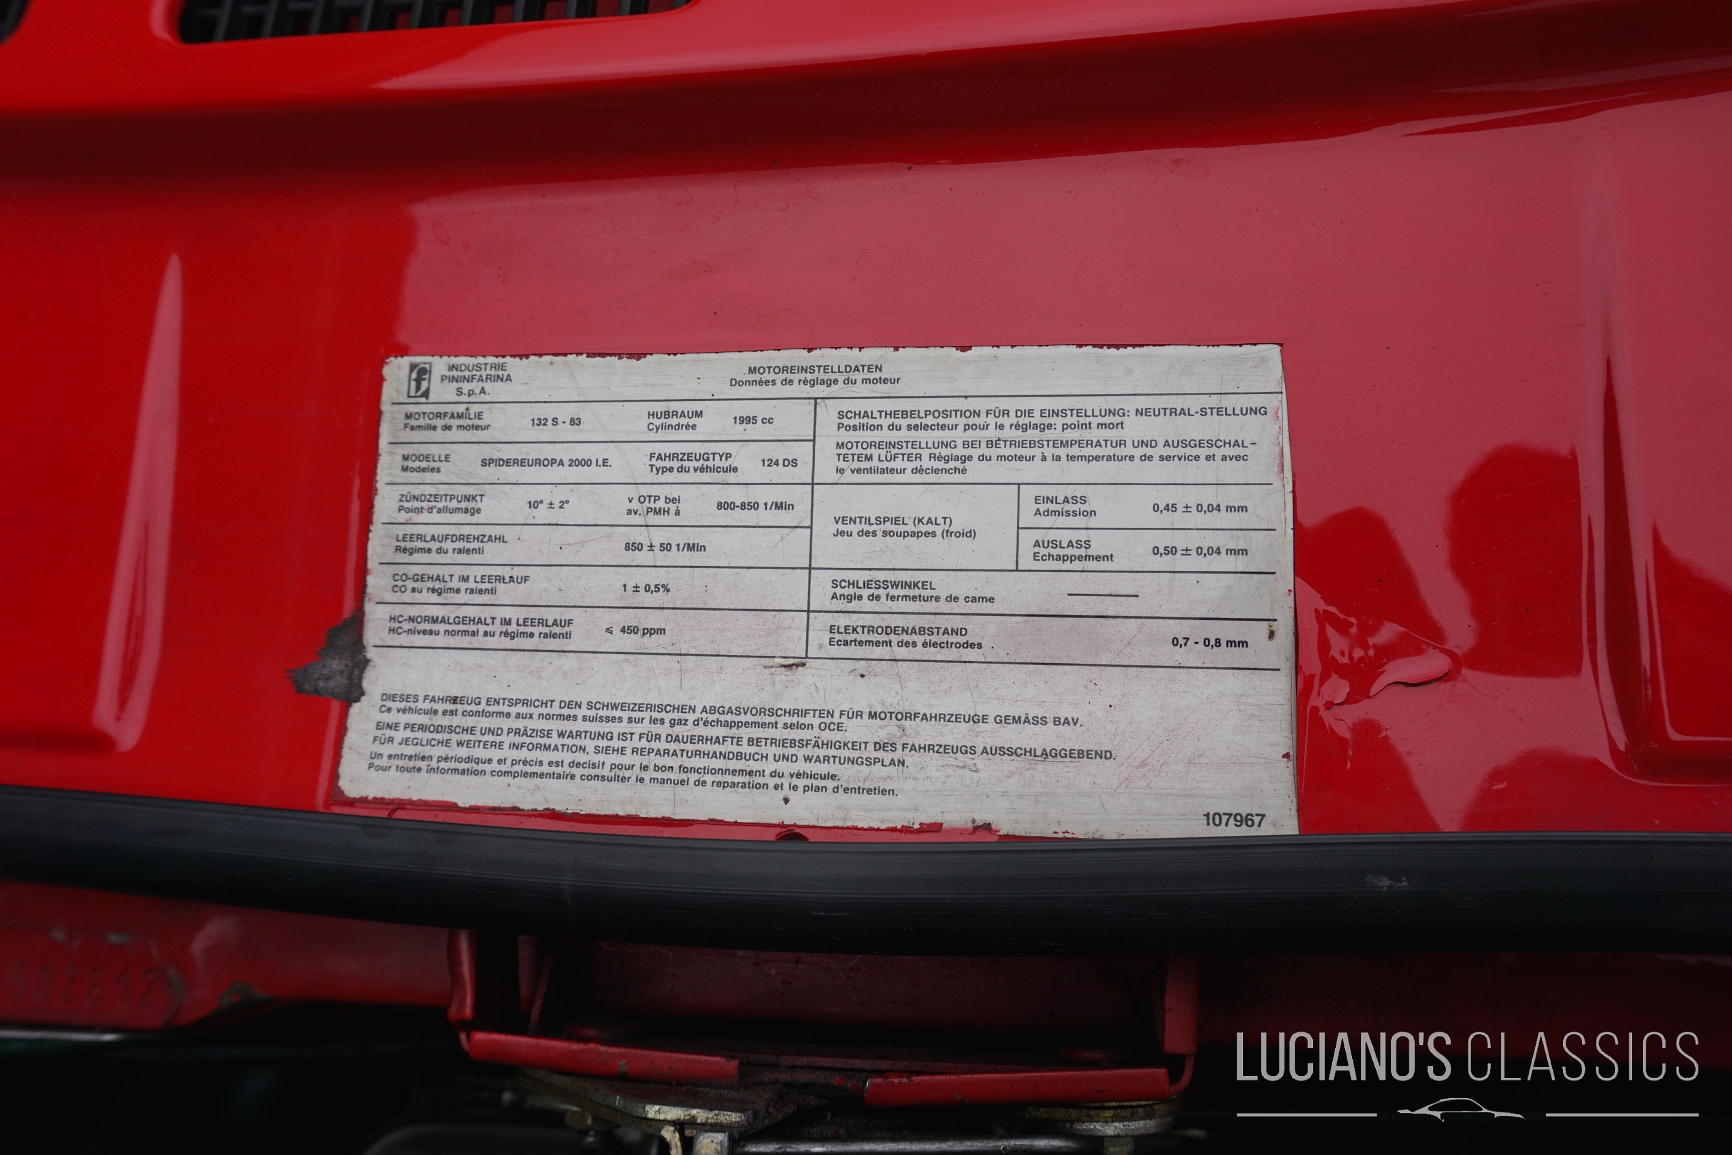 INDUSTRIE
PININFARINA
S.p.A.
MOTOREINSTELLDATEN
Données de réglage du moteur
MOTORFAMILIE
Famille de moteur
132 S - 83
HUBRAUM
Cylindrée
1995 cc
MODELLE
Modeles
SPIDEREUROPA 2000 I.E.
FAHRZEUGTYP
Type du véhicule
124 DS
ZÜNDZEITPUNKT
Point d'allumage
10° ± 2°
v OTP bei
av. PMH à
800-850 1/Min
LEERLAUFDREHZAHL
Régime du ralenti
850 ± 50 1/Min
CO-GEHALT IM LEERLAUF
CO au régime ralenti
1 ± 0,5%
HC-NORMALGEHALT IM LEERLAUF
HC-niveau normal au régime ralenti
⩽ 450 ppm
SCHALTHEBELPOSITION FÜR DIE EINSTELLUNG: NEUTRAL-STELLUNG
Position du selecteur pour le réglage: point mort
MOTOREINSTELLUNG BEI BETRIEBSTEMPERATUR UND AUSGESCHAL-
TETEM LÜFTER Réglage du moteur à la temperature de service et avec
le ventilateur déclenché
VENTILSPIEL (KALT)
Jeu des soupapes (froid)
EINLASS
Admission
0,45 ± 0,04 mm
AUSLASS
Echappement
0,50 ± 0,04 mm
SCHLIESSWINKEL
Angle de fermeture de came
ELEKTRODENABSTAND
Ecartement des électrodes
0,7 - 0,8 mm
DIESES FAHRZEUG ENTSPRICHT DEN SCHWEIZERISCHEN ABGASVORSCHRIFTEN FÜR MOTORFAHRZEUGE GEMÄSS BAV.
Ce véhicule est conforme aux normes suisses sur les gaz d'échappement selon OCE.
EINE PERIODISCHE UND PRÄZISE WARTUNG IST FÜR DAUERHAFTE BETRIEBSFÄHIGKEIT DES FAHRZEUGS AUSSCHLAGGEBEND.
FÜR JEGLICHE WEITERE INFORMATION, SIEHE REPARATURHANDBUCH UND WARTUNGSPLAN.
Un entretien périodique et précis est decisif pour le bon fonctionnement du véhicule.
Pour toute information complementaire consulter le manuel de reparation et le plan d'entretien.
107967
LUCIANO'S CLASSICS